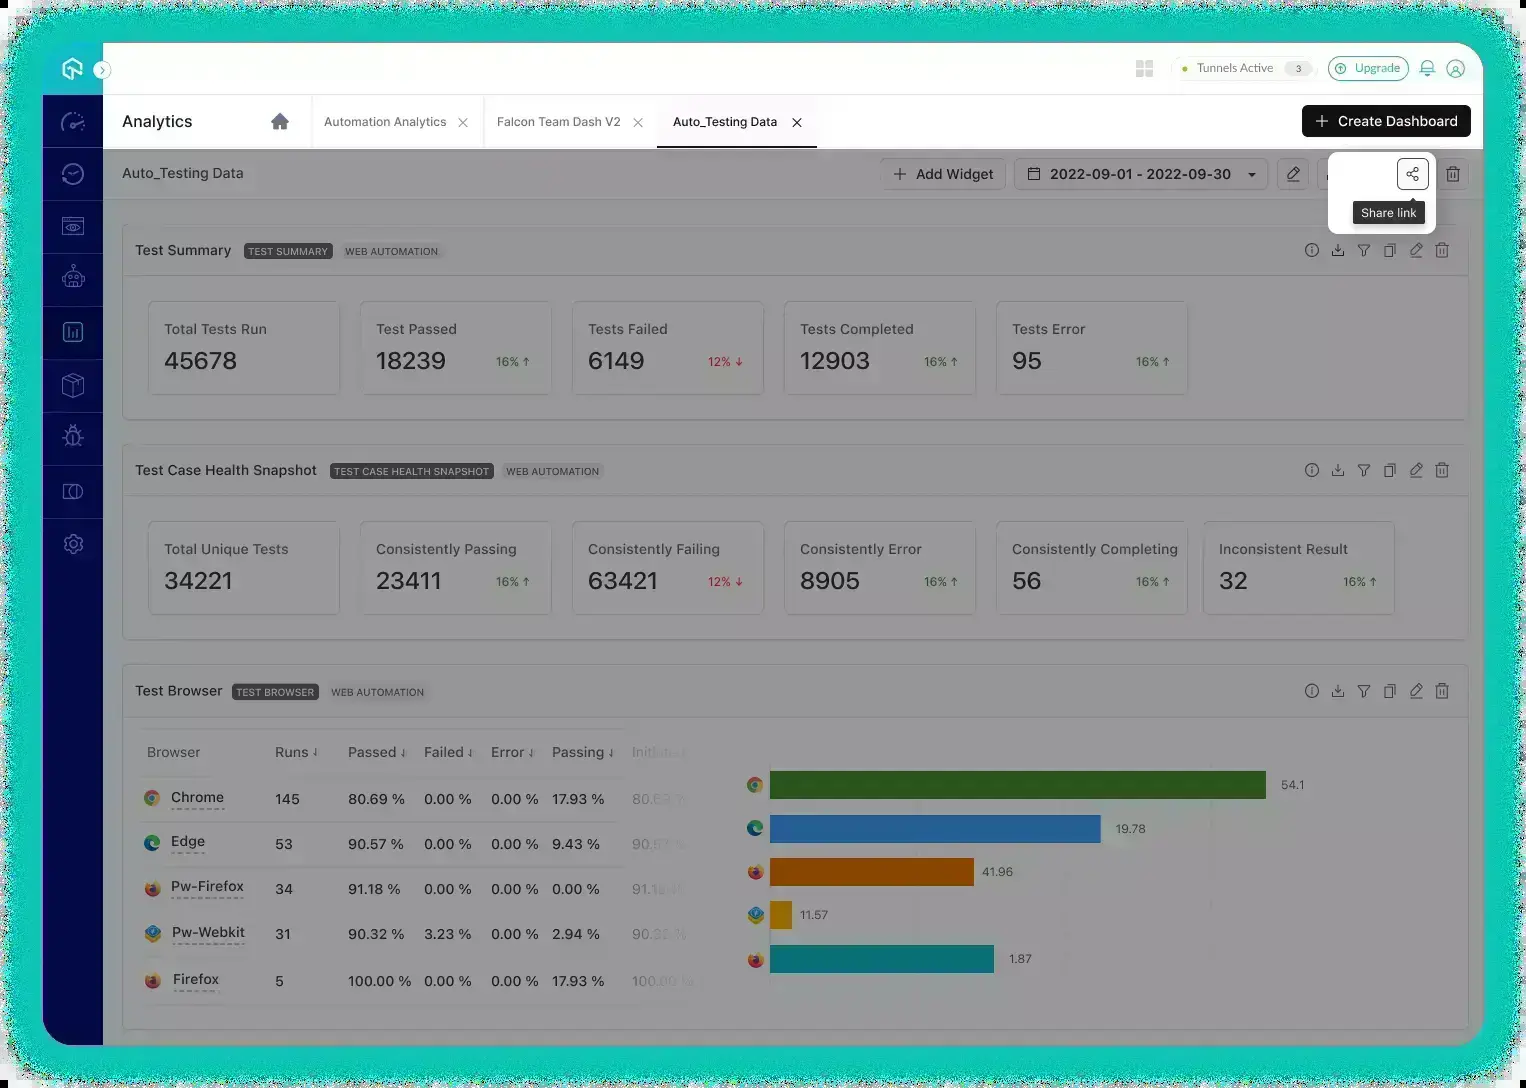 Tunnels Active 3 Upgrade
Analytics Automation Analytics Falcon Team Dash V2 Auto_Testing Data + Create Dashboard
Auto_Testing Data + Add Widget 2022-09-01 - 2022-09-30
Share link
Test Summary TEST SUMMARY WEB AUTOMATION
Total Tests Run Test Passed Tests Failed Tests Completed Tests Error
45678 18239 16% ↑ 6149 12% ↓ 12903 16% ↑ 95 16% ↑
Test Case Health Snapshot TEST CASE HEALTH SNAPSHOT WEB AUTOMATION
Total Unique Tests Consistently Passing Consistently Failing Consistently Error Consistently Completing Inconsistent Result
34221 23411 16% ↑ 63421 12% ↓ 8905 16% ↑ 56 16% ↑ 32 16% ↑
Test Browser TEST BROWSER WEB AUTOMATION
Browser Runs ↓ Passed ↓ Failed ↓ Error ↓ Passing ↓
Chrome 145 80.69 % 0.00 % 0.00 % 17.93 %
Edge 53 90.57 % 0.00 % 0.00 % 9.43 %
Pw-Firefox 34 91.18 % 0.00 % 0.00 % 0.00 %
Pw-Webkit 31 90.32 % 3.23 % 0.00 % 2.94 %
Firefox 5 100.00 % 0.00 % 0.00 % 17.93 %
54.1
19.78
41.96
11.57
1.87